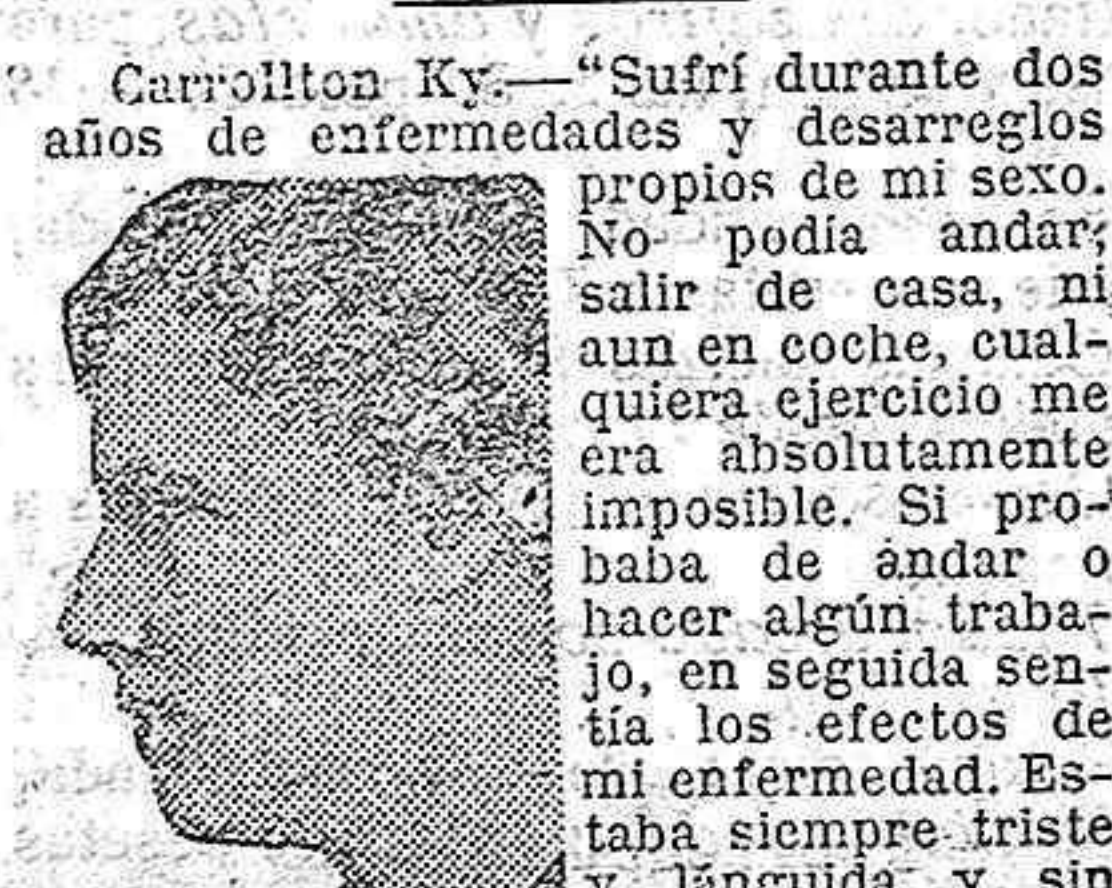 Carrollton Ky.—“Sufrí durante dos
años de enfermedades y desarreglos
propios de mi sexo.
No podía andar,
salir de casa, ni
aun en coche, cual-
quiera ejercicio me
era absolutamente
imposible. Si pro-
baba de andar o
hacer algún traba-
jo, en seguida sen-
tía los efectos de
mi enfermedad. Es-
taba siempre triste
y lánguida y sin